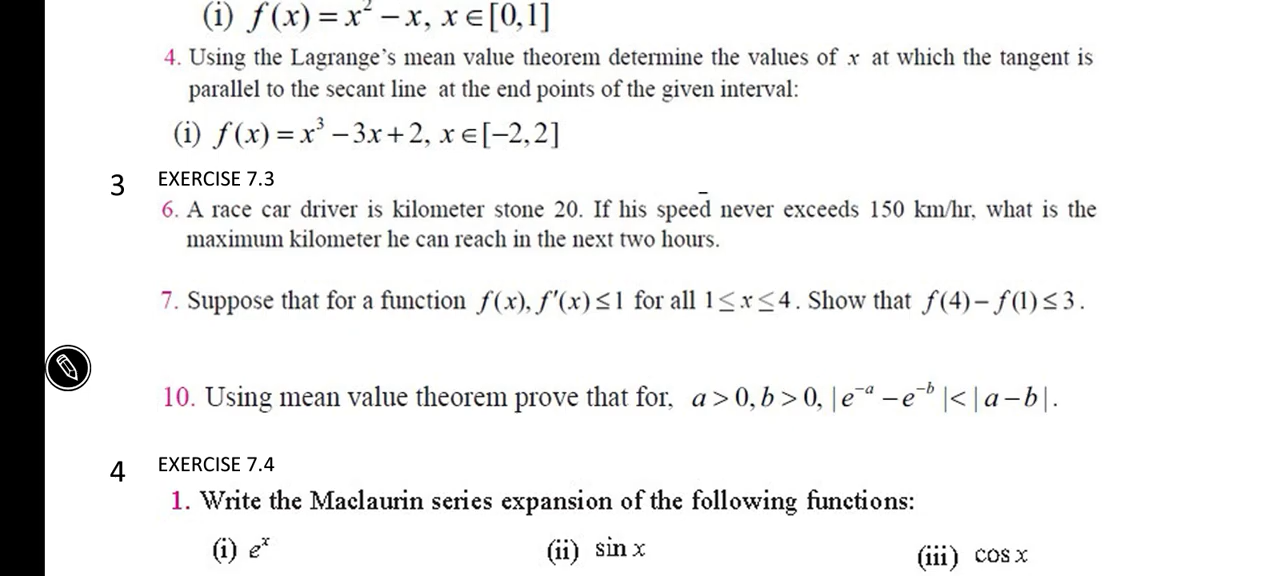 (i) f(x) = x² − x, x ∈ [0,1]
4. Using the Lagrange's mean value theorem determine the values of x at which the tangent is
parallel to the secant line at the end points of the given interval:
(i) f(x) = x³ − 3x + 2, x ∈ [−2,2]
3 EXERCISE 7.3
6. A race car driver is kilometer stone 20. If his speed never exceeds 150 km/hr, what is the
maximum kilometer he can reach in the next two hours.
7. Suppose that for a function f(x), f′(x) ≤ 1 for all 1 ≤ x ≤ 4. Show that f(4) − f(1) ≤ 3.
10. Using mean value theorem prove that for, a > 0, b > 0, |e⁻ᵃ − e⁻ᵇ| < |a − b|.
4 EXERCISE 7.4
1. Write the Maclaurin series expansion of the following functions:
(i) eˣ (ii) sin x (iii) cos x